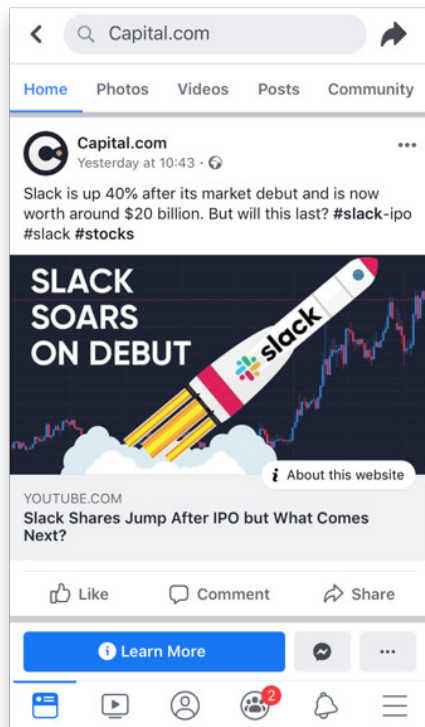 Capital.com
Home Photos Videos Posts Community
Capital.com
Yesterday at 10:43 ·
Slack is up 40% after its market debut and is now
worth around $20 billion. But will this last? #slack-ipo
#slack #stocks
SLACK
SOARS
ON DEBUT
slack
i About this website
YOUTUBE.COM
Slack Shares Jump After IPO but What Comes
Next?
Like Comment Share
i Learn More
2